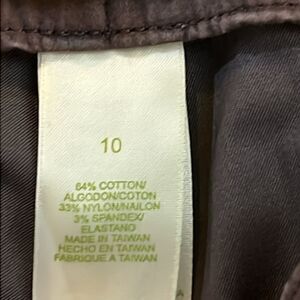 10
64% COTTON/
ALGODON/COTON
33% NYLON/NAILON
3% SPANDEX/
ELASTANO
MADE IN TAIWAN
HECHO EN TAIWAN
FABRIQUE A TAIWAN